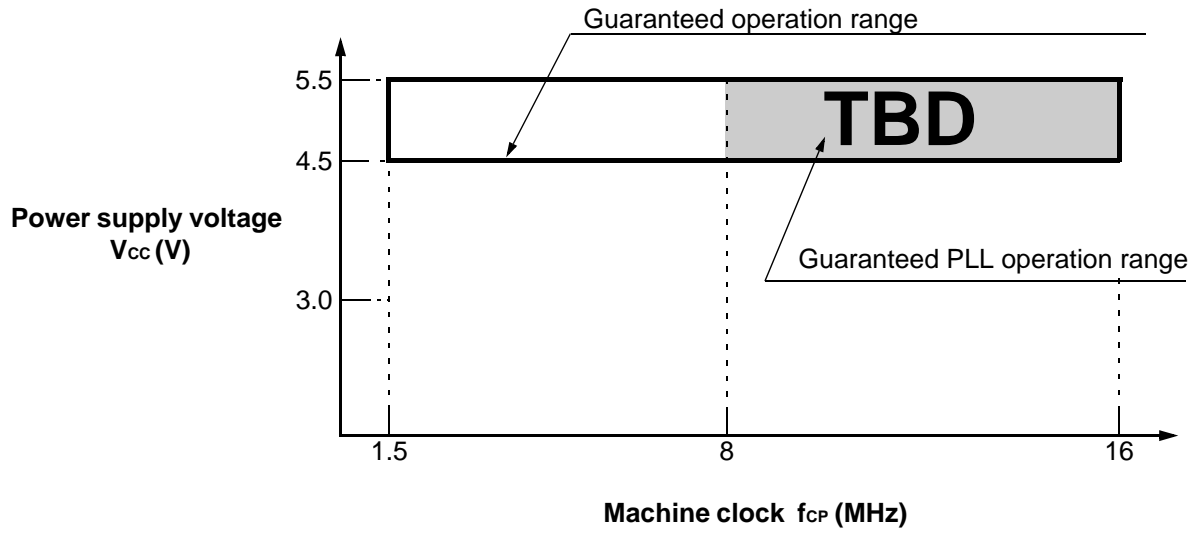 Guaranteed operation range
5.5
TBD
4.5
Power supply voltage
VCC (V)
Guaranteed PLL operation range
3.0
1.5
8
16
Machine clock fCP (MHz)